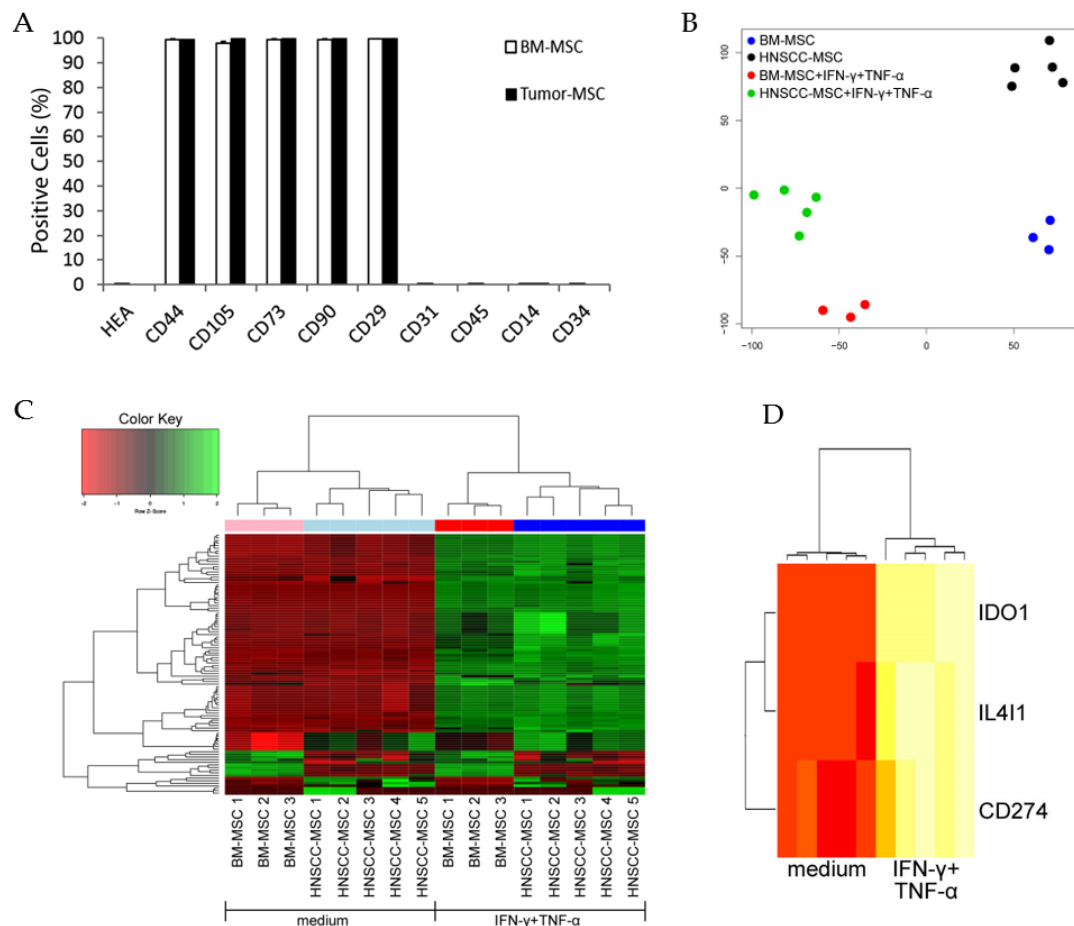 A
100
90
80
70
60
50
40
30
20
10
0
Positive Cells (%)
BM-MSC
Tumor-MSC
HEA
CD44
CD105
CD73
CD90
CD29
CD31
CD45
CD14
CD34
B
BM-MSC
HNSCC-MSC
BM-MSC+IFN-γ+TNF-α
HNSCC-MSC+IFN-γ+TNF-α
100
50
0
−50
−100
−100
−50
0
50
C
Color Key
−2
−1
0
1
2
Row Z-Score
BM-MSC 1
BM-MSC 2
BM-MSC 3
HNSCC-MSC 1
HNSCC-MSC 2
HNSCC-MSC 3
HNSCC-MSC 4
HNSCC-MSC 5
BM-MSC 1
BM-MSC 2
BM-MSC 3
HNSCC-MSC 1
HNSCC-MSC 2
HNSCC-MSC 3
HNSCC-MSC 4
HNSCC-MSC 5
medium
IFN-γ+TNF-α
D
IDO1
IL4I1
CD274
medium
IFN-γ+
TNF-α